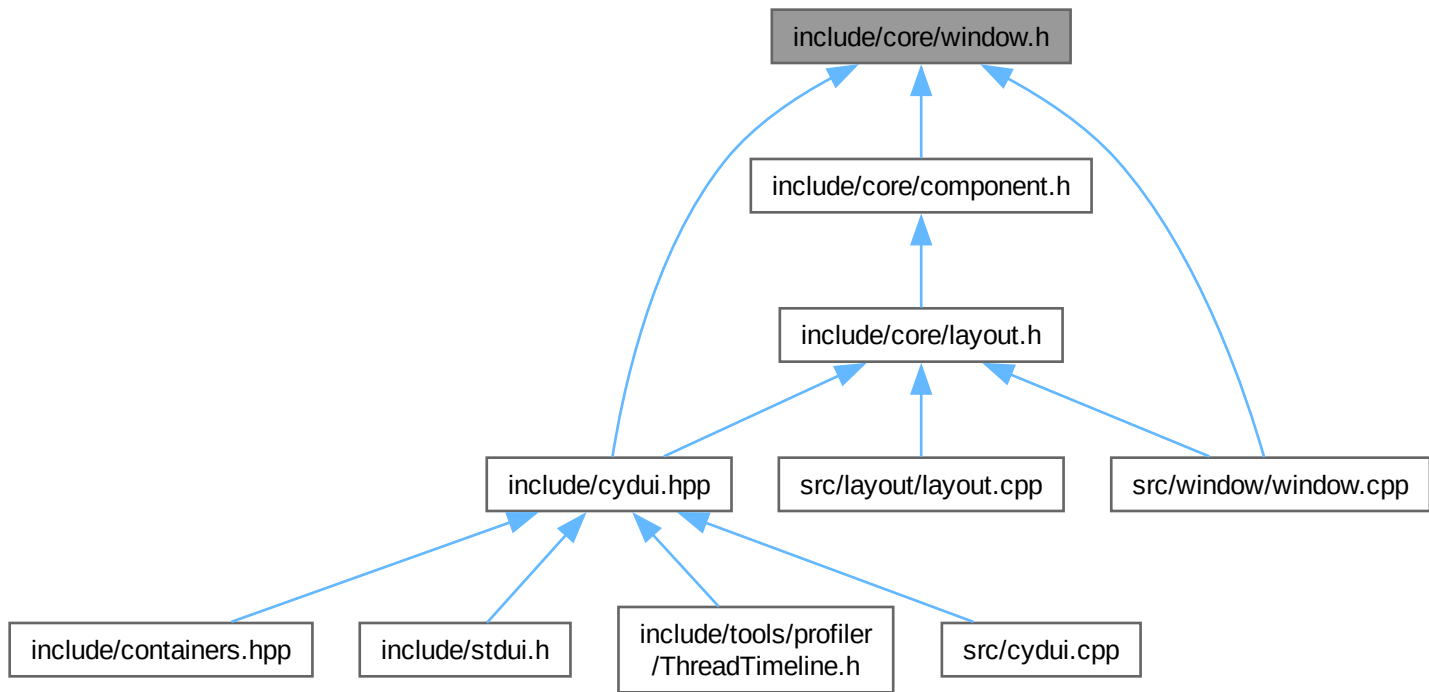 include/core/window.h
include/core/component.h
include/core/layout.h
include/cydui.hpp
src/layout/layout.cpp
src/window/window.cpp
include/containers.hpp
include/stdui.h
include/tools/profiler
/ThreadTimeline.h
src/cydui.cpp